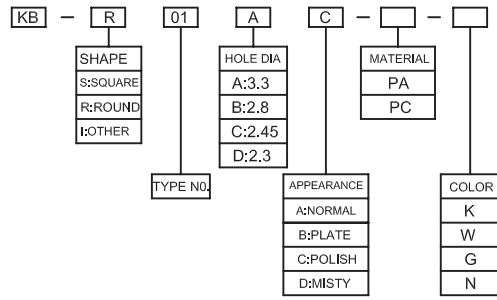 KB - R 01 A C - -
SHAPE
S:SQUARE
R:ROUND
I:OTHER
TYPE N0.
HOLE DIA
A:3.3
B:2.8
C:2.45
D:2.3
APPEARANCE
A:NORMAL
B:PLATE
C:POLISH
D:MISTY
MATERIAL
PA
PC
COLOR
K
W
G
N